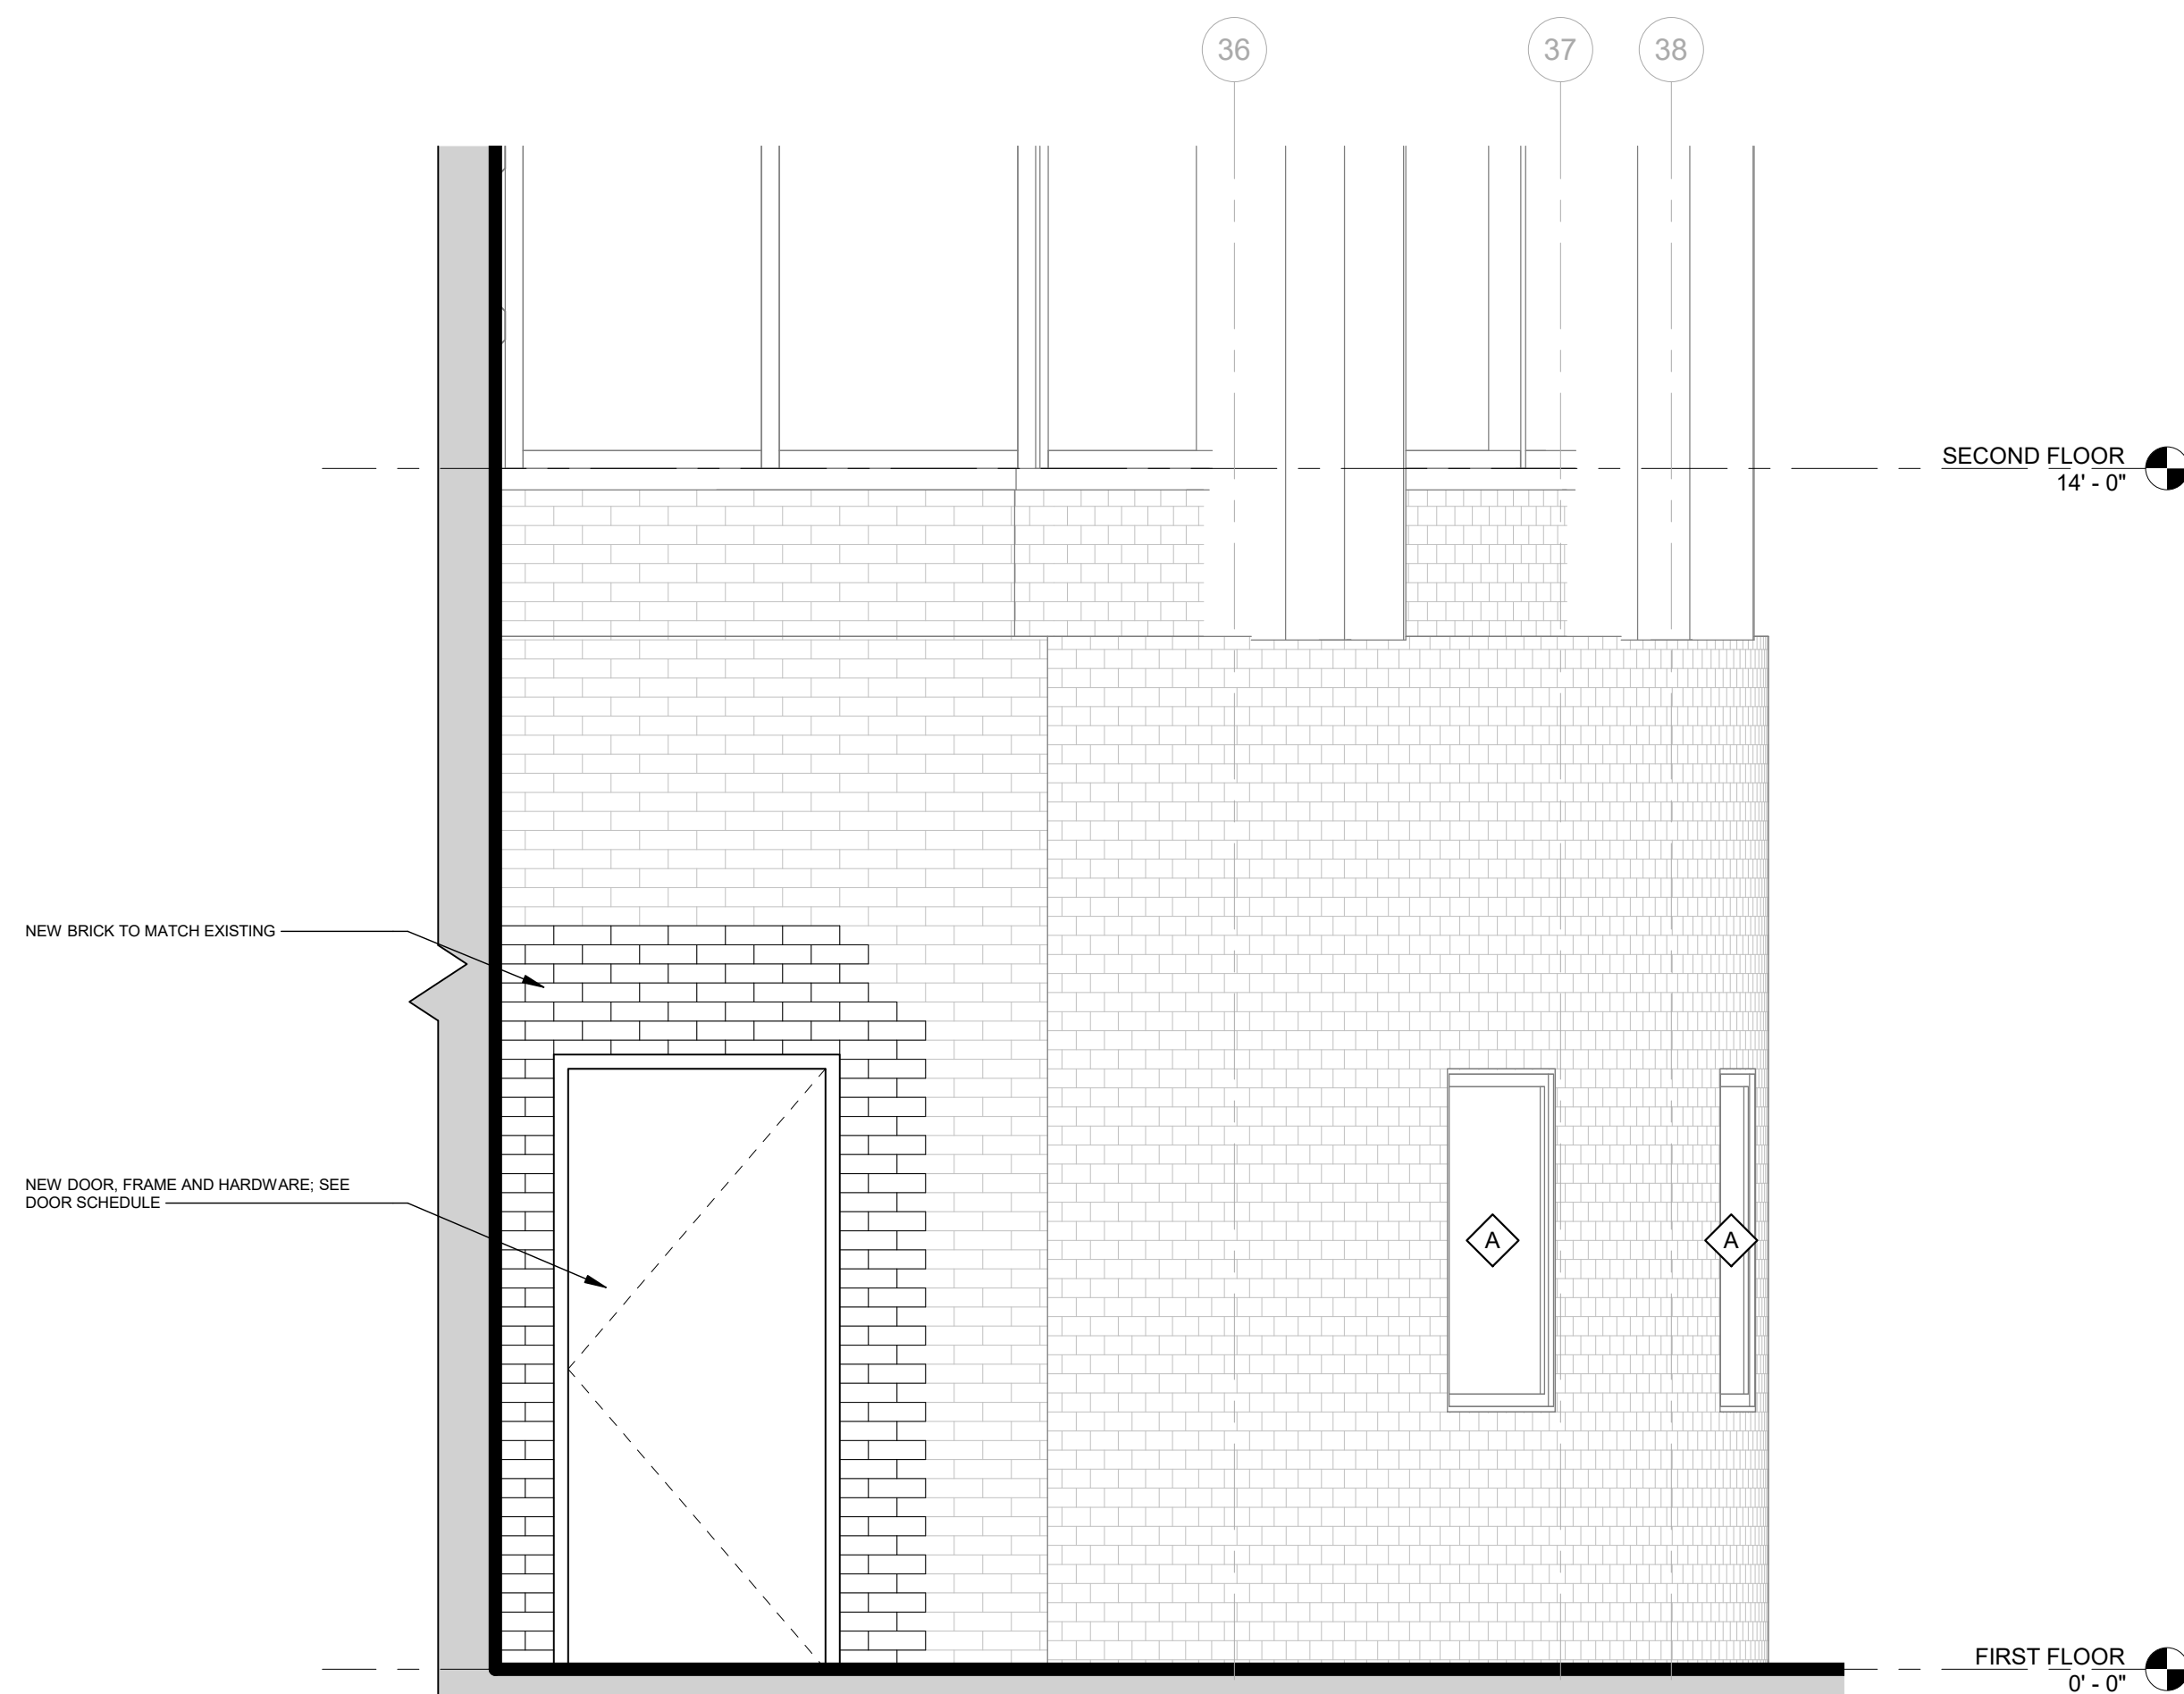 36
37
38
SECOND FLOOR
14' - 0"
NEW BRICK TO MATCH EXISTING
NEW DOOR, FRAME AND HARDWARE; SEE
DOOR SCHEDULE
A
A
FIRST FLOOR
0' - 0"